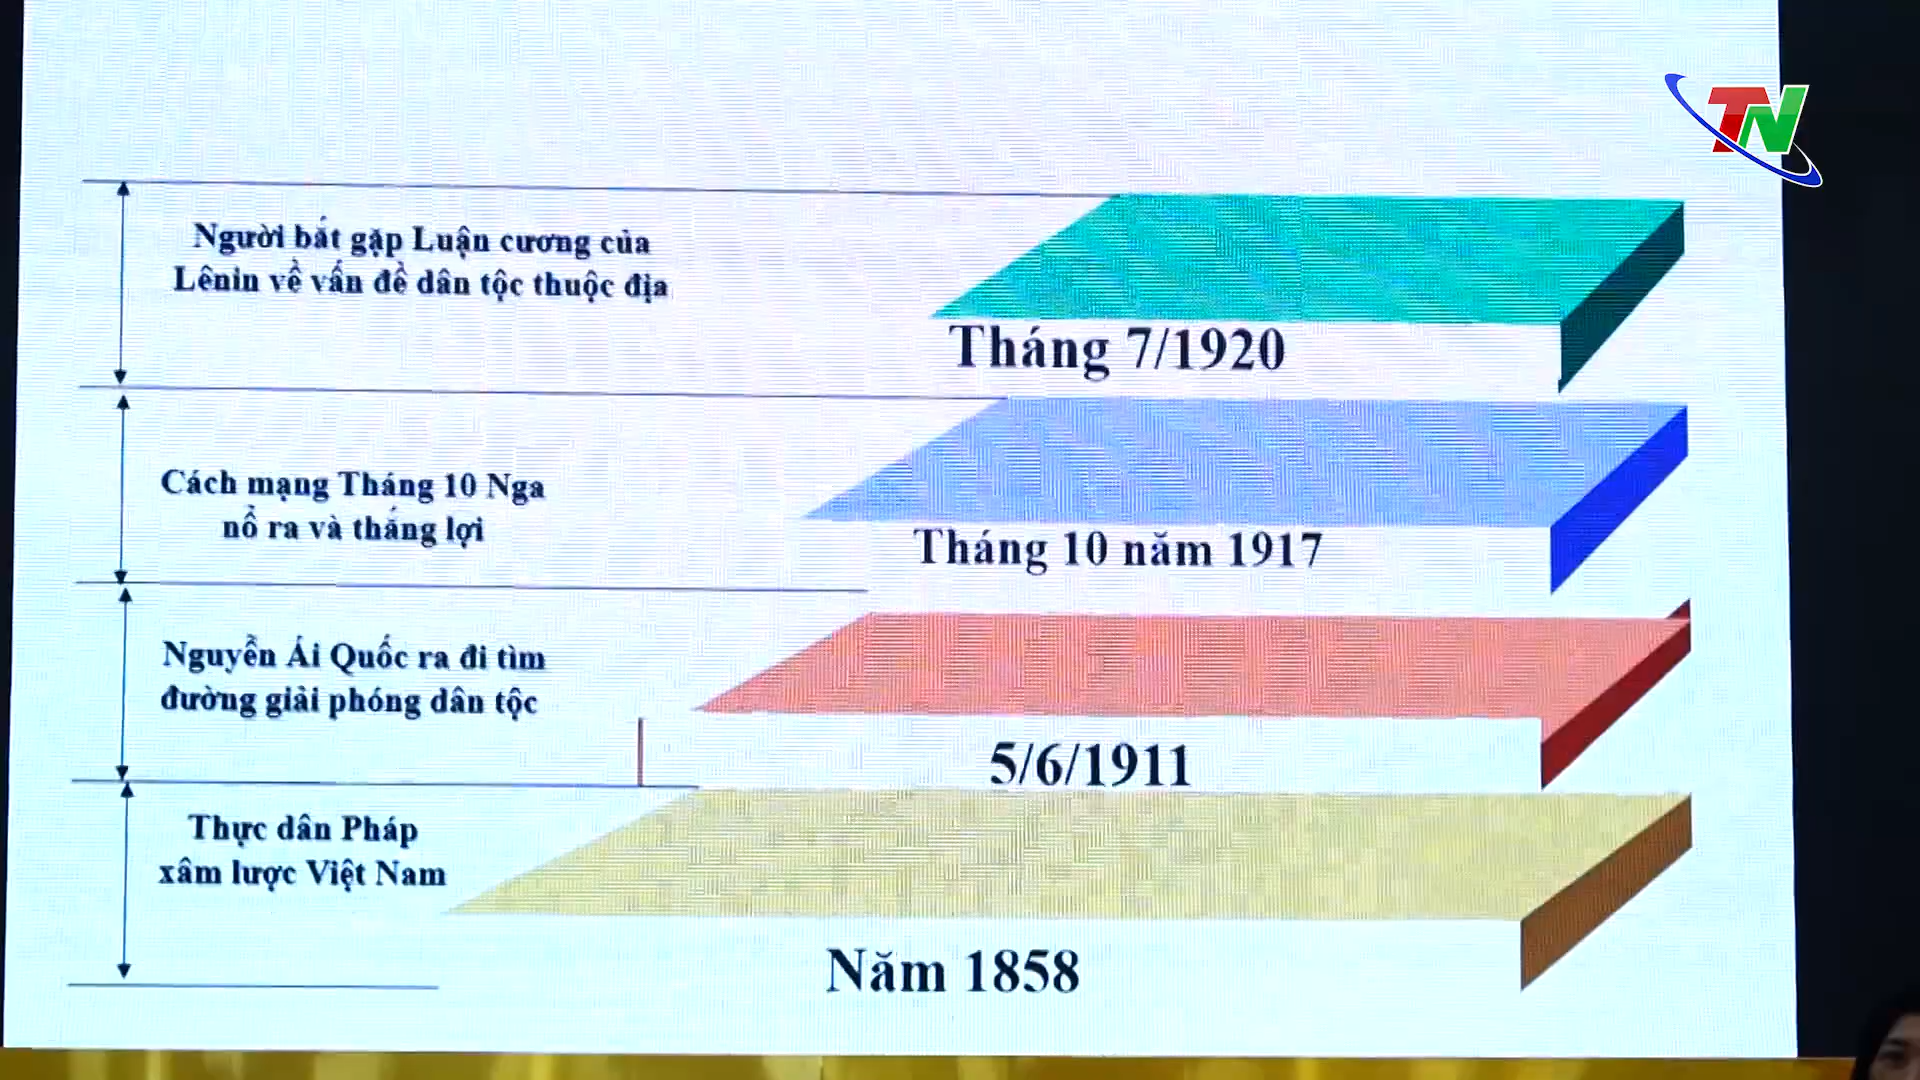 TN
Người bắt gặp Luận cương của
Lênin về vấn đề dân tộc thuộc địa
Tháng 7/1920
Cách mạng Tháng 10 Nga
nổ ra và thắng lợi
Tháng 10 năm 1917
Nguyễn Ái Quốc ra đi tìm
đường giải phóng dân tộc
5/6/1911
Thực dân Pháp
xâm lược Việt Nam
Năm 1858